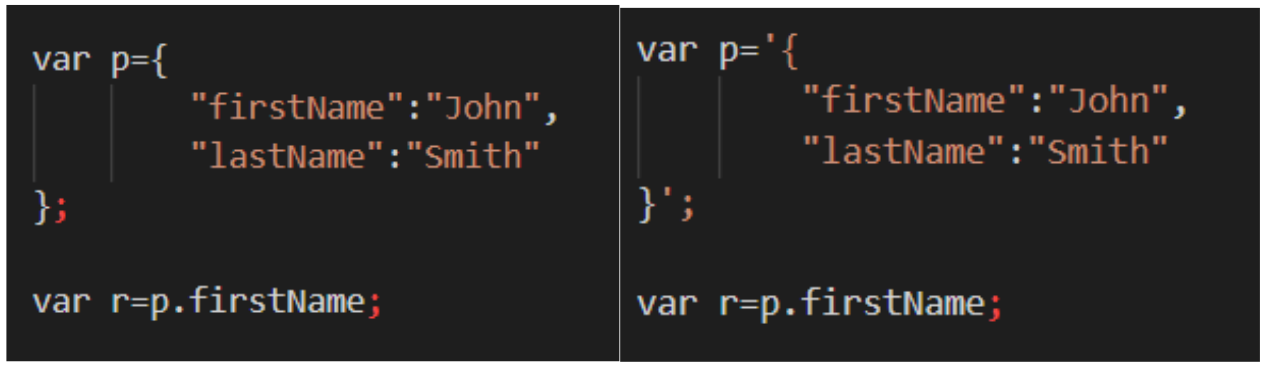 var p={
"firstName":"John",
"lastName":"Smith"
};
var r=p.firstName;
var p='{
"firstName":"John",
"lastName":"Smith"
}';
var r=p.firstName;